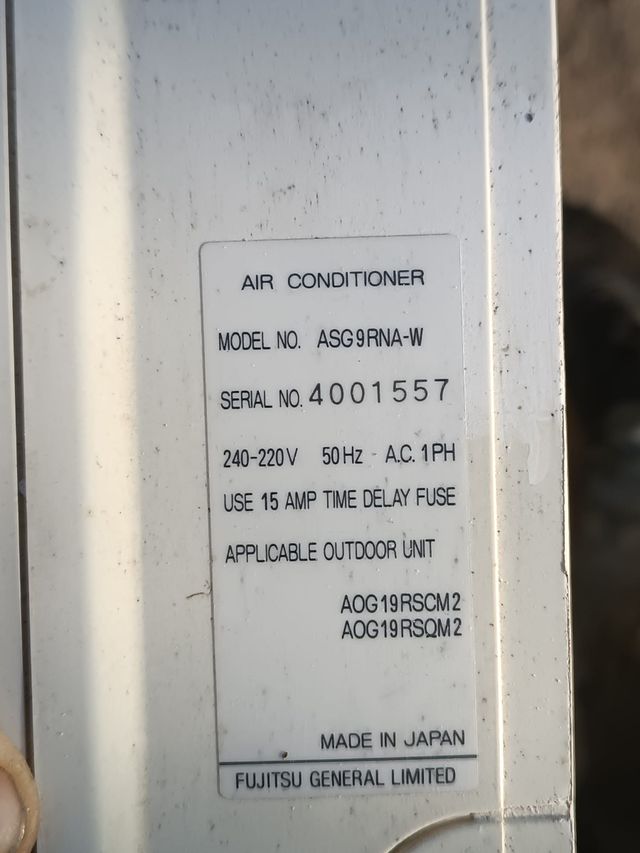 AIR CONDITIONER
MODEL NO. ASG9RNA-W
SERIAL NO. 4001557
240-220V 50Hz A.C. 1PH
USE 15 AMP TIME DELAY FUSE
APPLICABLE OUTDOOR UNIT
AOG19RSCM2
AOG19RSQM2
MADE IN JAPAN
FUJITSU GENERAL LIMITED